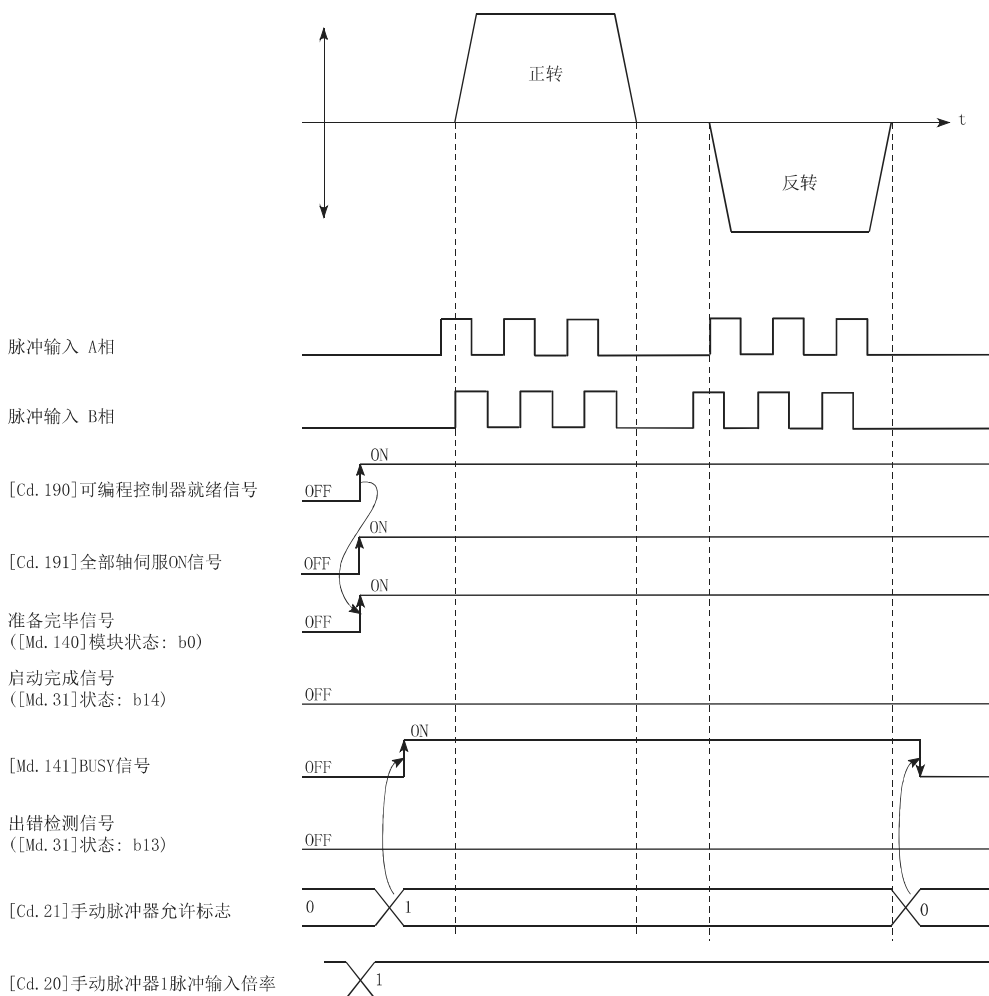 正转
t
反转
脉冲输入 A相
脉冲输入 B相
ON
[Cd.190]可编程控制器就绪信号
OFF
ON
[Cd.191]全部轴伺服ON信号
OFF
ON
准备完毕信号
OFF
([Md.140]模块状态: b0)
启动完成信号
([Md.31]状态: b14)
OFF
ON
[Md.141]BUSY信号
OFF
出错检测信号
([Md.31]状态: b13)
OFF
[Cd.21]手动脉冲器允许标志
0
1
0
[Cd.20]手动脉冲器1脉冲输入倍率
1